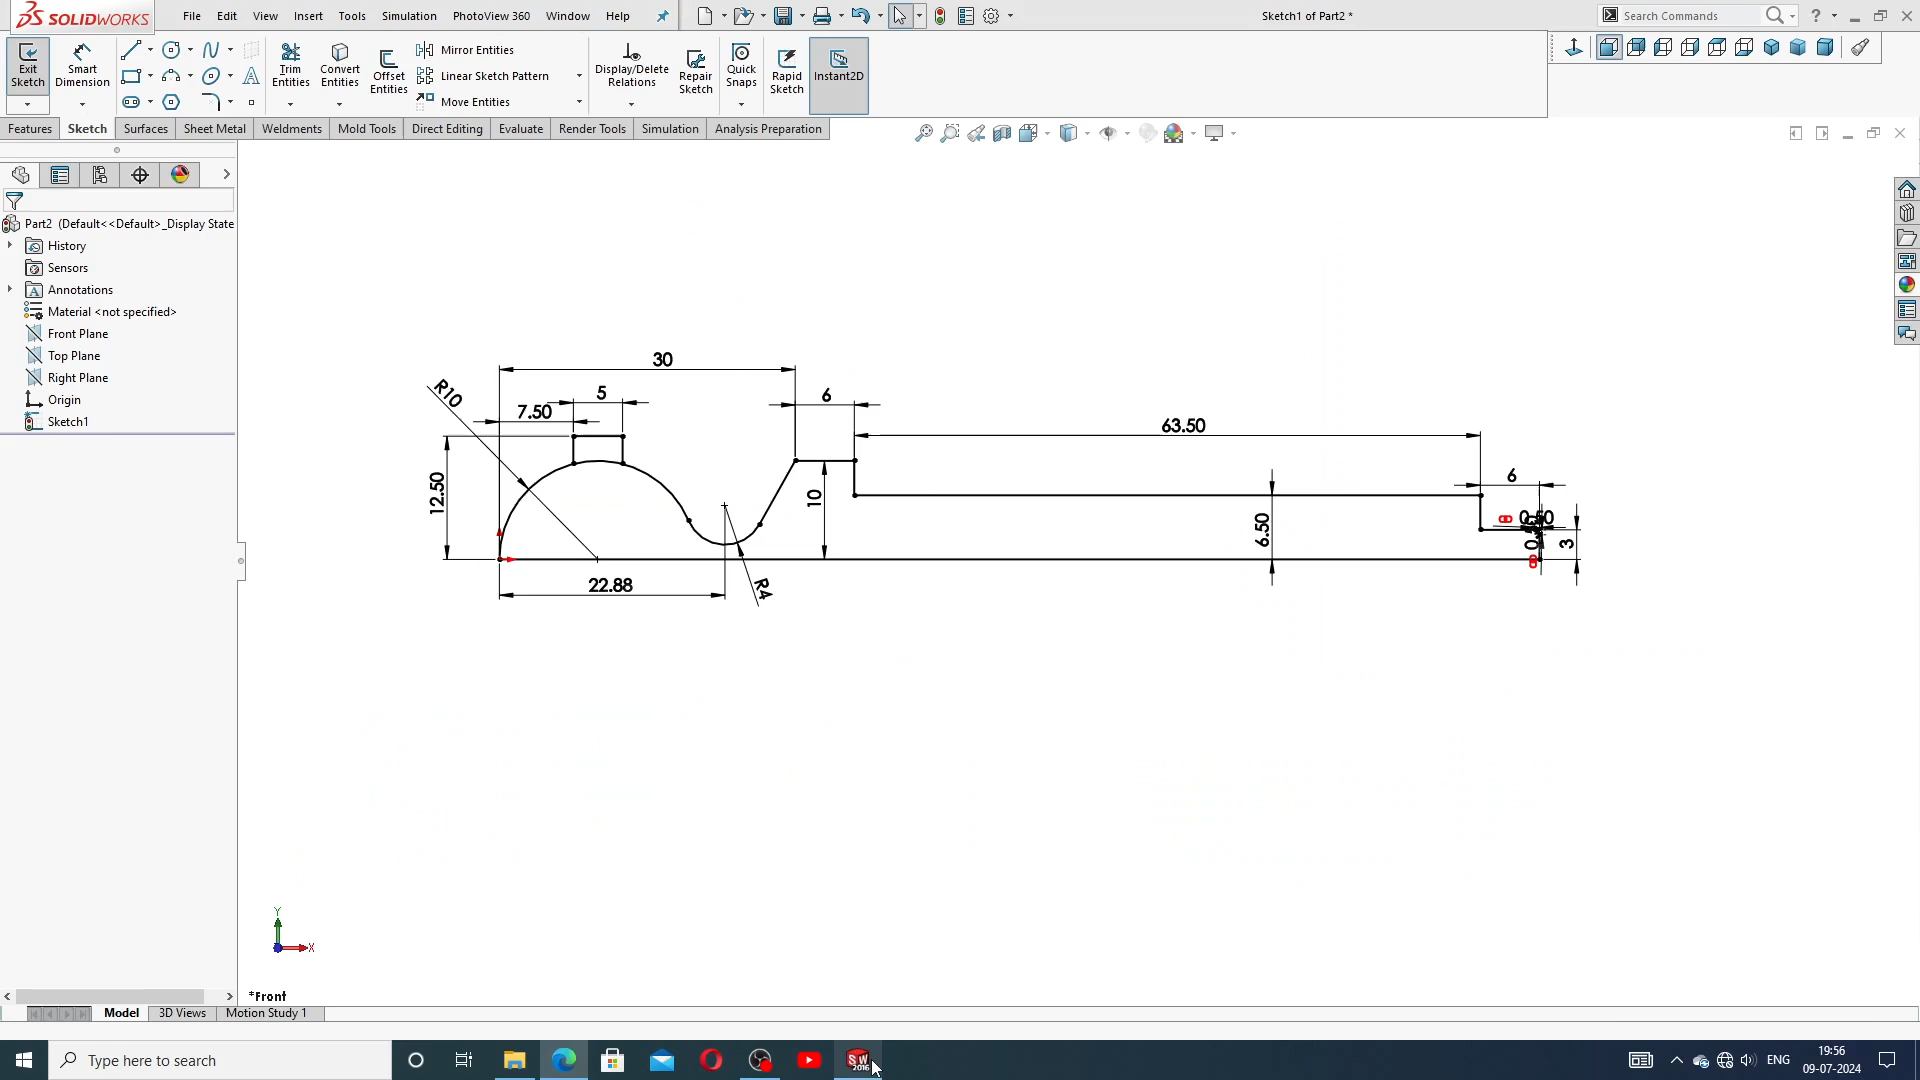 SOLIDWORKS
File Edit View Insert Tools Simulation PhotoView 360 Window Help
Sketch1 of Part2 *
Search Commands
Exit Sketch
Smart Dimension
Trim Entities
Convert Entities
Offset Entities
Mirror Entities
Linear Sketch Pattern
Move Entities
Display/Delete Relations
Repair Sketch
Quick Snaps
Rapid Sketch
Instant2D
Features Sketch Surfaces Sheet Metal Weldments Mold Tools Direct Editing Evaluate Render Tools Simulation Analysis Preparation
Part2 (Default<<Default>_Display State
History
Sensors
Annotations
Material <not specified>
Front Plane
Top Plane
Right Plane
Origin
Sketch1
30
R10
5
6
7.50
63.50
12.50
10
6
6.50
0.50
3
22.88
R4
Y
X
*Front
Model 3D Views Motion Study 1
Type here to search
SW
2016
ENG
19:56
09-07-2024